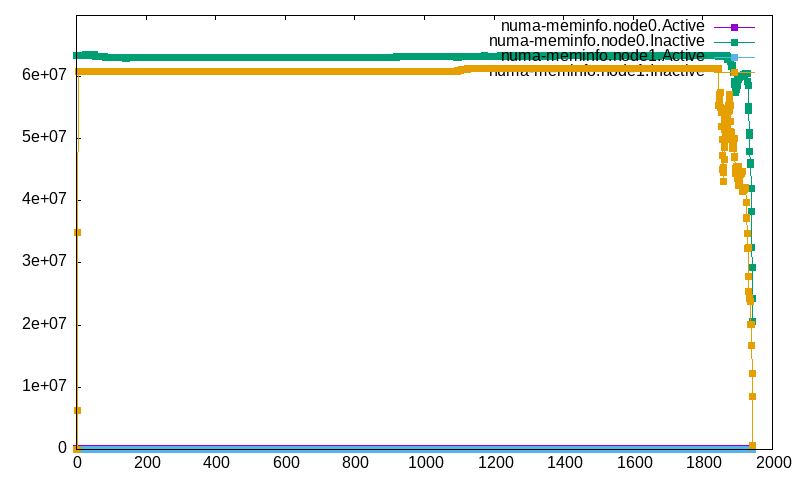 numa-meminfo.node0.Active
numa-meminfo.node0.Inactive
numa-meminfo.node1.Active
numa-meminfo.node1.Inactive
6e+07
5e+07
4e+07
3e+07
2e+07
1e+07
0
0 200 400 600 800 1000 1200 1400 1600 1800 2000